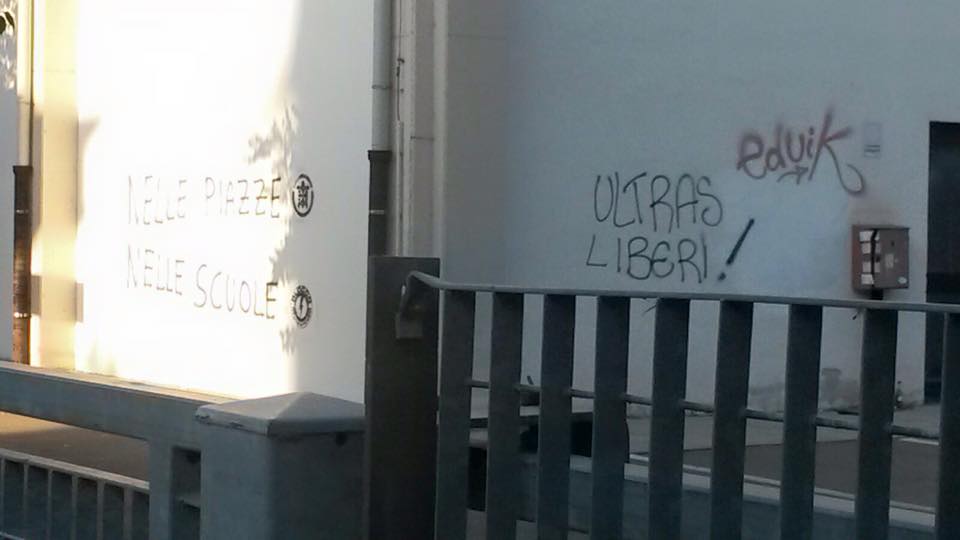 NELLE PIAZZE
NELLE SCUOLE
eduik
ULTRAS
LIBERI!